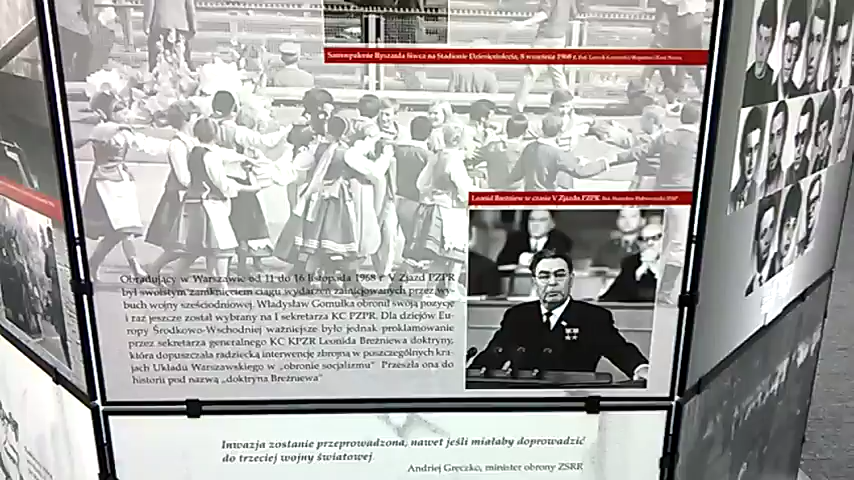 Samospalenie Ryszarda Siwca na Stadionie Dziesięciolecia, 8 września 1968 r.
Leonid Breżniew w czasie V Zjazdu PZPR
Obradujący w Warszawie od 11 do 16 listopada 1968 r V Zjazd PZPR
był swoistym zamknięciem ciągu wydarzeń zainicjowanych przez wy-
buch wojny sześciodniowej. Władysław Gomułka obronił swoją pozycję
i raz jeszcze został wybrany na I sekretarza KC PZPR. Dla dziejów Eu-
ropy Środkowo-Wschodniej ważniejsze było jednak proklamowanie
przez sekretarza generalnego KC KPZR Leonida Breżniewa doktryny,
która dopuszczała radziecką interwencję zbrojną w poszczególnych kra-
jach Układu Warszawskiego w „obronie socjalizmu” Przeszła ona do
historii pod nazwą „doktryna Breżniewa”
Inwazja zostanie przeprowadzona, nawet jeśli miałaby doprowadzić
do trzeciej wojny światowej
Andriej Greczko, minister obrony ZSRR